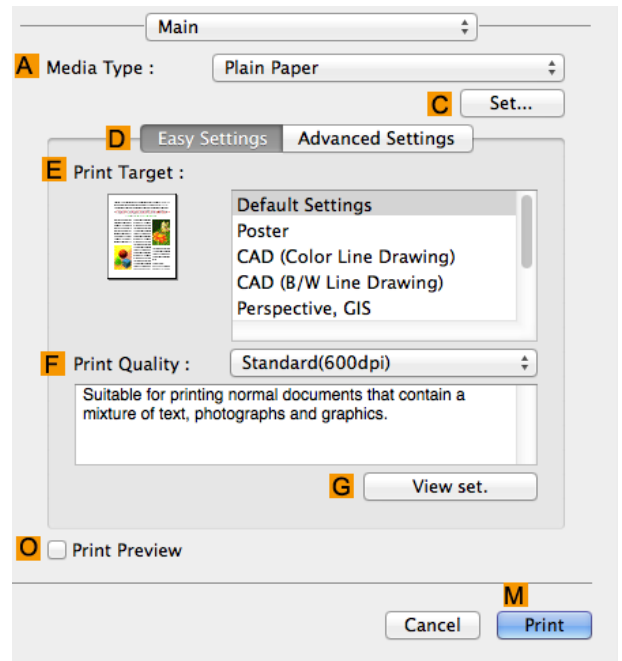 Main
A Media Type : Plain Paper
C Set...
D Easy Settings Advanced Settings
E Print Target :
Default Settings
Poster
CAD (Color Line Drawing)
CAD (B/W Line Drawing)
Perspective, GIS
F Print Quality : Standard(600dpi)
Suitable for printing normal documents that contain a
mixture of text, photographs and graphics.
G View set.
O Print Preview
M
Cancel Print